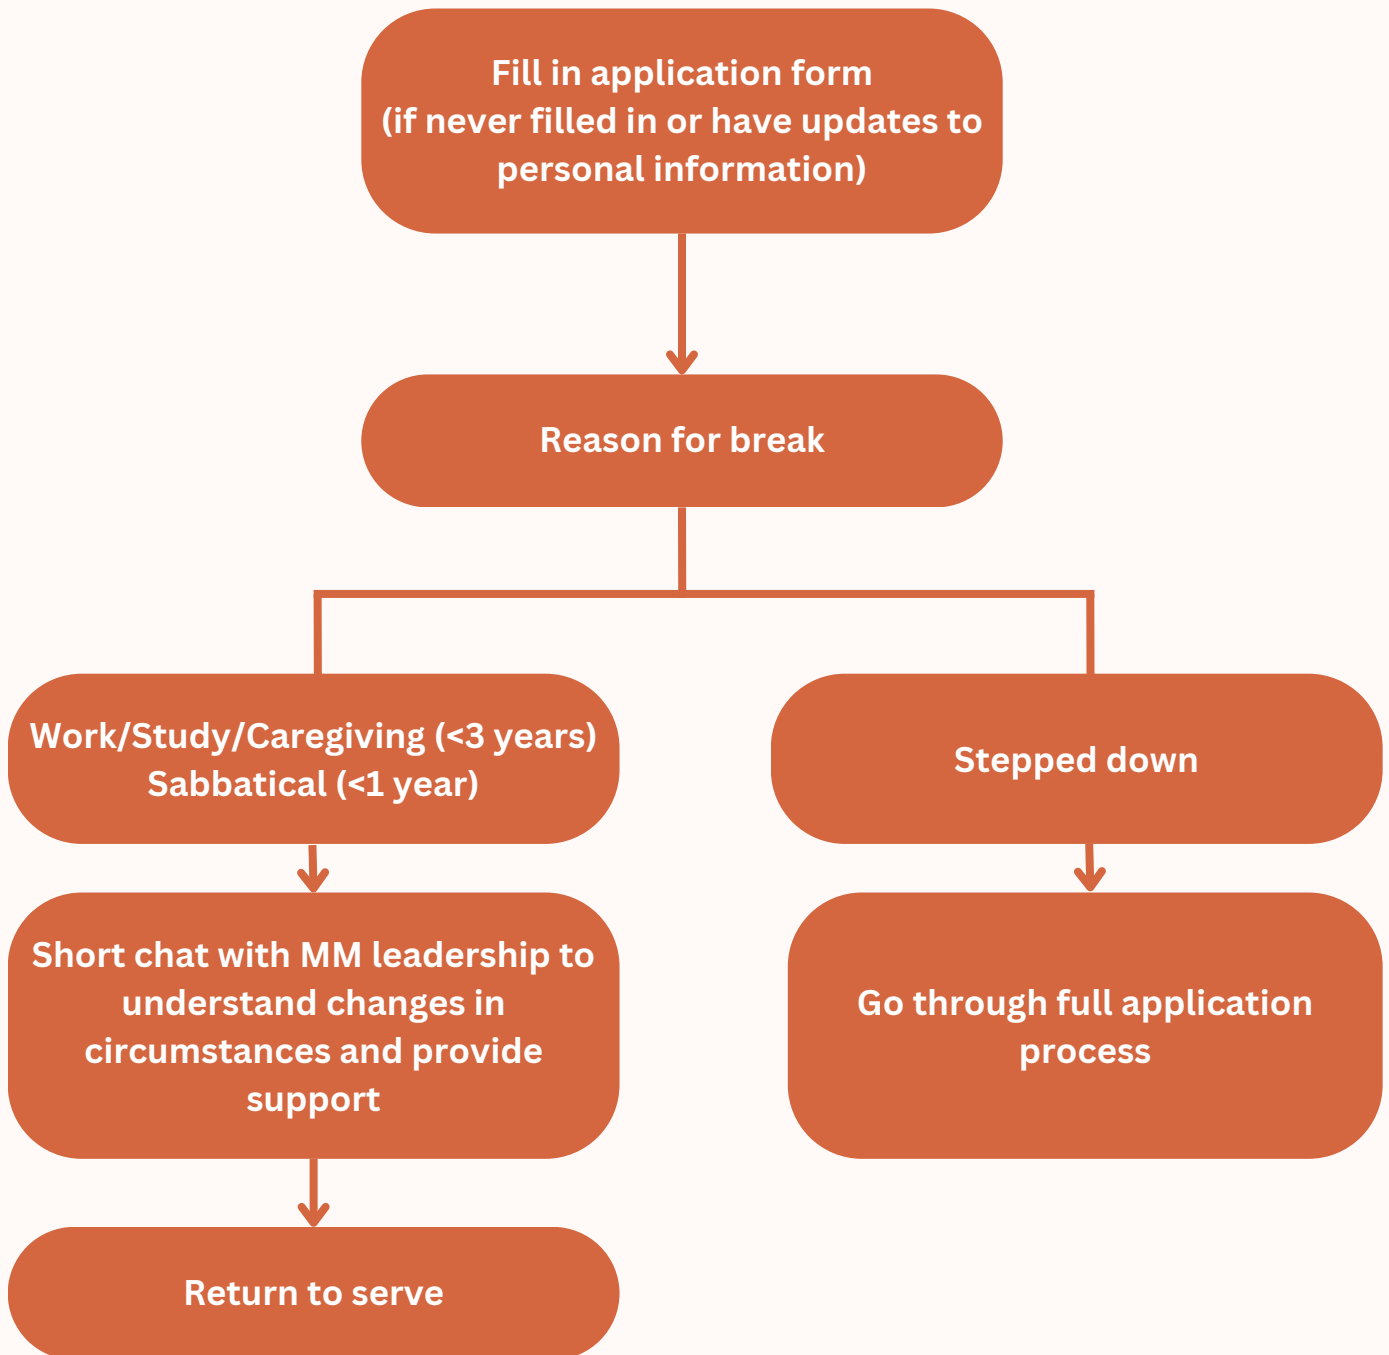 Fill in application form
(if never filled in or have updates to
personal information)
Reason for break
Work/Study/Caregiving (<3 years)
Sabbatical (<1 year)
Stepped down
Short chat with MM leadership to
understand changes in
circumstances and provide
support
Go through full application
process
Return to serve